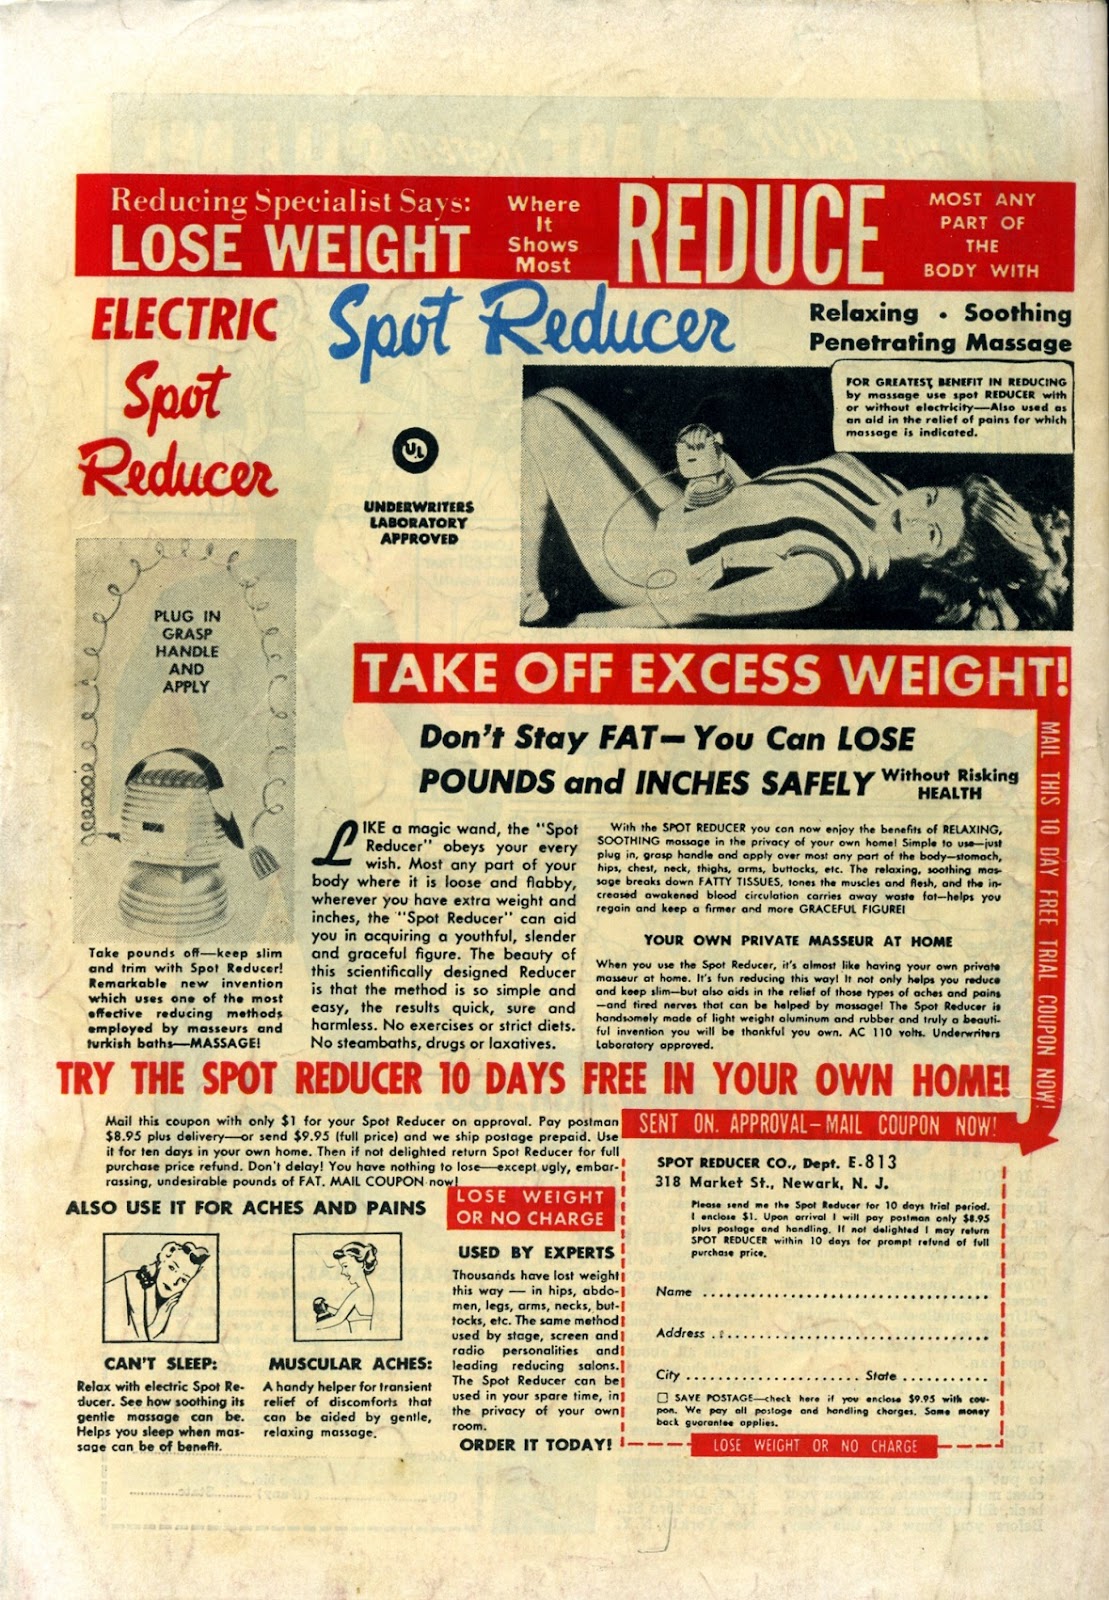 Reducing Specialist Says:
LOSE WEIGHT
Where
It
Shows
Most
REDUCE
MOST ANY
PART OF
THE
BODY WITH
ELECTRIC
Spot
Reducer
Spot Reducer
Relaxing • Soothing
Penetrating Massage
UL
UNDERWRITERS
LABORATORY
APPROVED
FOR GREATEST BENEFIT IN REDUCING
by massage use spot REDUCER with
or without electricity—Also used as
an aid in the relief of pains for which
massage is indicated.
PLUG IN
GRASP
HANDLE
AND
APPLY
TAKE OFF EXCESS WEIGHT!
Don't Stay FAT—You Can LOSE
POUNDS and INCHES SAFELY Without Risking
HEALTH
MAIL THIS 10 DAY FREE TRIAL COUPON NOW!
Take pounds off—keep slim
and trim with Spot Reducer!
Remarkable new invention
which uses one of the most
effective reducing methods
employed by masseurs and
turkish baths—MASSAGE!
LIKE a magic wand, the "Spot
Reducer" obeys your every
wish. Most any part of your
body where it is loose and flabby,
wherever you have extra weight and
inches, the "Spot Reducer" can aid
you in acquiring a youthful, slender
and graceful figure. The beauty of
this scientifically designed Reducer
is that the method is so simple and
easy, the results quick, sure and
harmless. No exercises or strict diets.
No steambaths, drugs or laxatives.
With the SPOT REDUCER you can now enjoy the benefits of RELAXING,
SOOTHING massage in the privacy of your own home! Simple to use—just
plug in, grasp handle and apply over most any part of the body—stomach,
hips, chest, neck, thighs, arms, buttocks, etc. The relaxing, soothing mas-
sage breaks down FATTY TISSUES, tones the muscles and flesh, and the in-
creased awakened blood circulation carries away waste fat—helps you
regain and keep a firmer and more GRACEFUL FIGURE!
YOUR OWN PRIVATE MASSEUR AT HOME
When you use the Spot Reducer, it's almost like having your own private
masseur at home. It's fun reducing this way! It not only helps you reduce
and keep slim—but also aids in the relief of those types of aches and pains
—and tired nerves that can be helped by massage! The Spot Reducer is
handsomely made of light weight aluminum and rubber and truly a beauti-
ful invention you will be thankful you own. AC 110 volts. Underwriters
Laboratory approved.
TRY THE SPOT REDUCER 10 DAYS FREE IN YOUR OWN HOME!
Mail this coupon with only $1 for your Spot Reducer on approval. Pay postman
$8.95 plus delivery—or send $9.95 (full price) and we ship postage prepaid. Use
it for ten days in your own home. Then if not delighted return Spot Reducer for full
purchase price refund. Don't delay! You have nothing to lose—except ugly, embar-
rassing, undesirable pounds of FAT. MAIL COUPON now!
ALSO USE IT FOR ACHES AND PAINS
CAN'T SLEEP:
Relax with electric Spot Re-
ducer. See how soothing its
gentle massage can be.
Helps you sleep when mas-
sage can be of benefit.
MUSCULAR ACHES:
A handy helper for transient
relief of discomforts that
can be aided by gentle,
relaxing massage.
LOSE WEIGHT
OR NO CHARGE
USED BY EXPERTS
Thousands have lost weight
this way — in hips, abdo-
men, legs, arms, necks, but-
tocks, etc. The same method
used by stage, screen and
radio personalities and
leading reducing salons.
The Spot Reducer can be
used in your spare time, in
the privacy of your own
room.
ORDER IT TODAY!
SENT ON APPROVAL—MAIL COUPON NOW!
SPOT REDUCER CO., Dept. E-813
318 Market St., Newark, N. J.
Please send me the Spot Reducer for 10 days trial period.
I enclose $1. Upon arrival I will pay postman only $8.95
plus postage and handling. If not delighted I may return
SPOT REDUCER within 10 days for prompt refund of full
purchase price.
Name
Address
City State
SAVE POSTAGE—check here if you enclose $9.95 with cou-
pon. We pay all postage and handling charges. Same money
back guarantee applies.
LOSE WEIGHT OR NO CHARGE